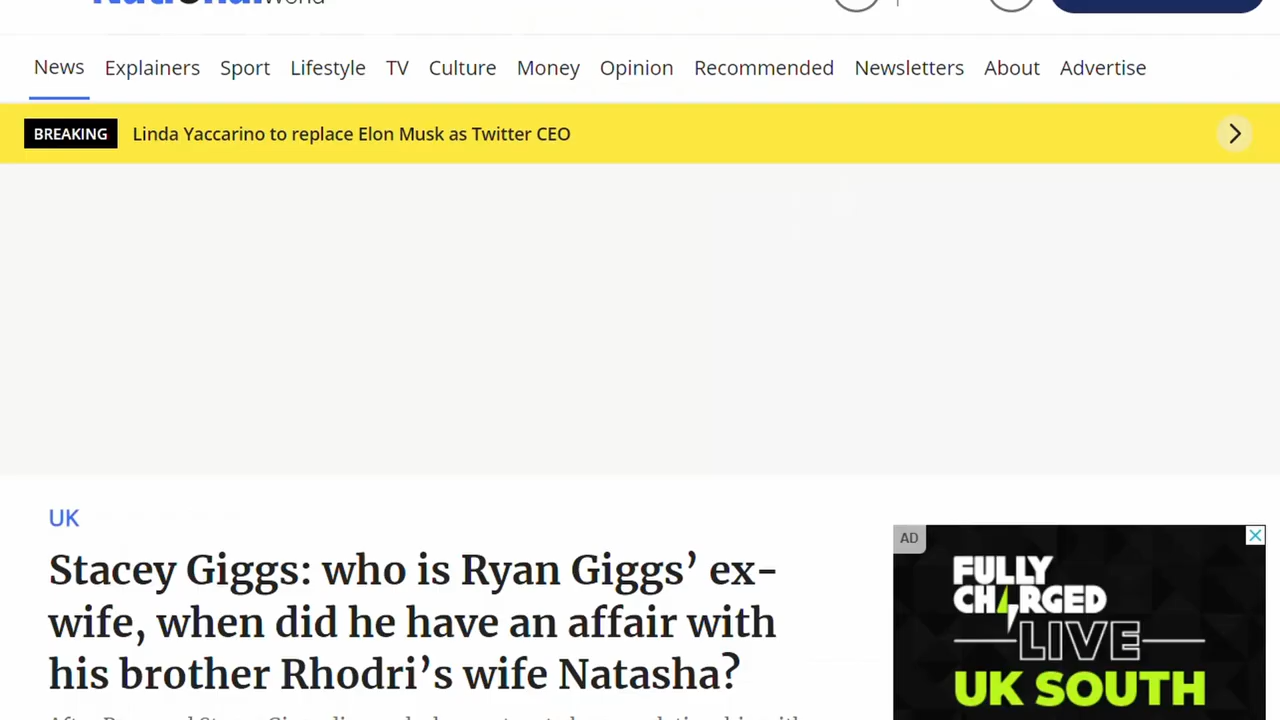 NationalWorld
News Explainers Sport Lifestyle TV Culture Money Opinion Recommended Newsletters About Advertise
BREAKING Linda Yaccarino to replace Elon Musk as Twitter CEO
UK
Stacey Giggs: who is Ryan Giggs’ ex-
wife, when did he have an affair with
his brother Rhodri’s wife Natasha?
AD
FULLY
CHARGED
LIVE
UK SOUTH